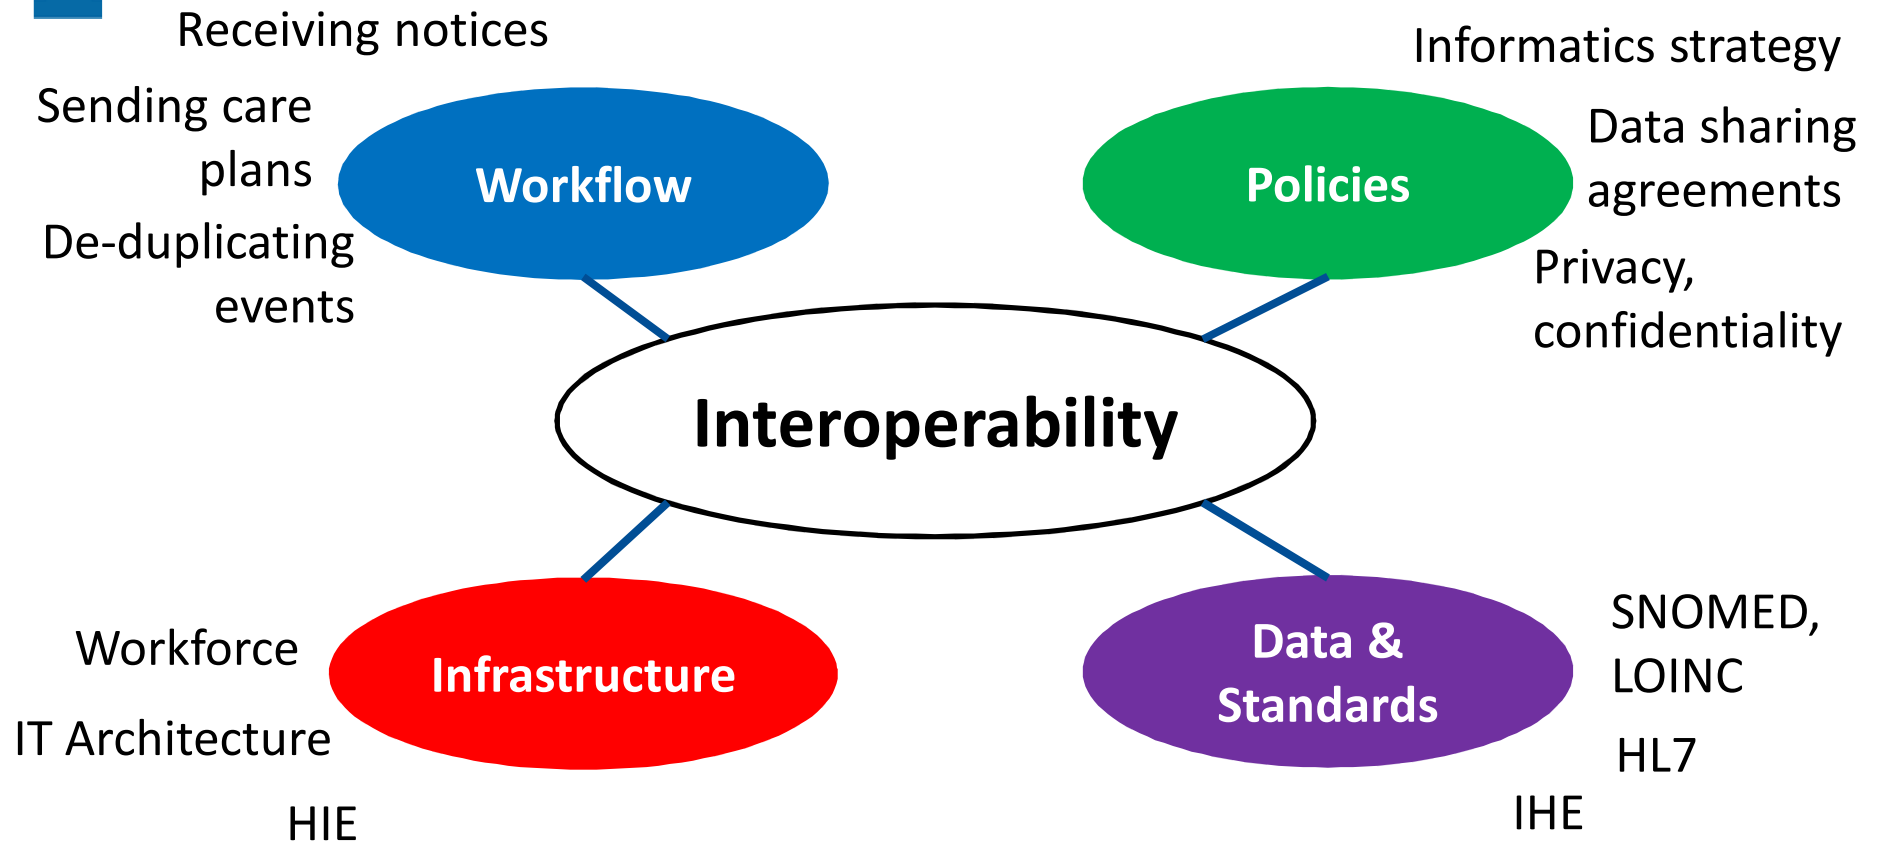 Receiving notices
Sending care
plans
De-duplicating
events
Workflow
Informatics strategy
Policies
Data sharing
agreements
Privacy,
confidentiality
Interoperability
Workforce
IT Architecture
HIE
Infrastructure
Data &
Standards
SNOMED,
LOINC
HL7
IHE